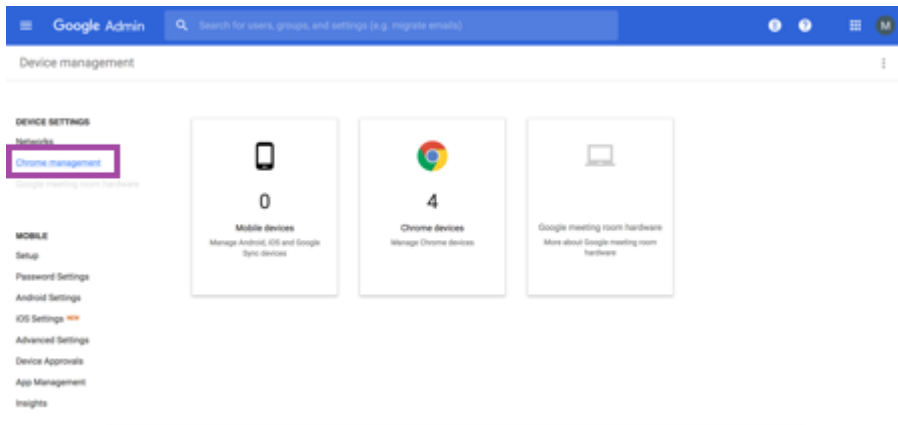 Google Admin
Search for users, groups, and settings (e.g. migrate emails)
M
Device management
DEVICE SETTINGS
Networks
Chrome management
Google meeting room hardware
MOBILE
Setup
Password Settings
Android Settings
iOS Settings NEW
Advanced Settings
Device Approvals
App Management
Insights
0
Mobile devices
Manage Android, iOS and Google
Sync devices
4
Chrome devices
Manage Chrome devices
Google meeting room hardware
More about Google meeting room
hardware